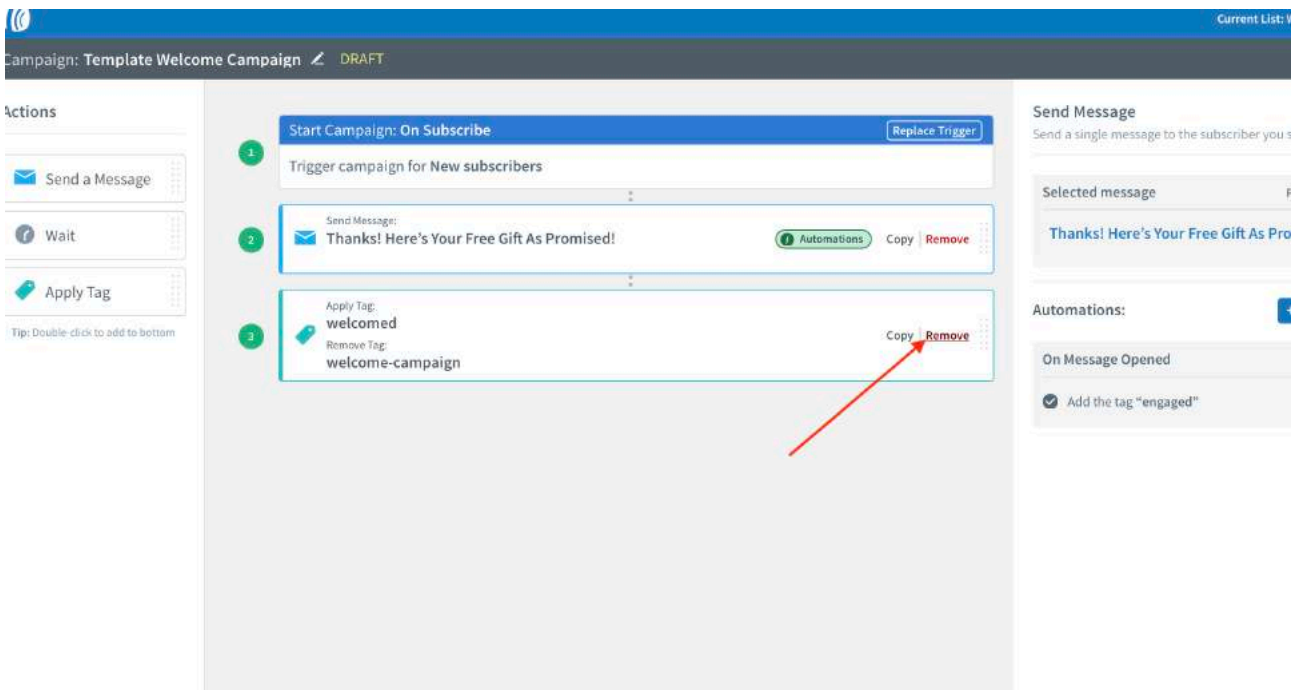 Current List:
Campaign: Template Welcome Campaign DRAFT
Actions
Send a Message
Wait
Apply Tag
Tip: Double-click to add to bottom
1
Start Campaign: On Subscribe
Replace Trigger
Trigger campaign for New subscribers
2
Send Message:
Thanks! Here's Your Free Gift As Promised!
Automations Copy Remove
3
Apply Tag:
welcomed
Remove Tag:
welcome-campaign
Copy Remove
Send Message
Send a single message to the subscriber you s
Selected message
Thanks! Here's Your Free Gift As Pro
Automations:
On Message Opened
Add the tag "engaged"